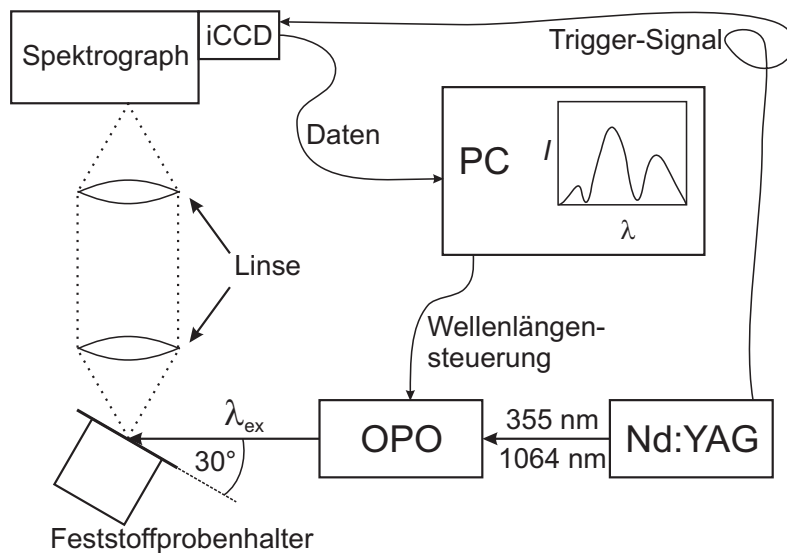 Spektrograph
iCCD
Trigger-Signal
Daten
PC
I
λ
Linse
Wellenlängen-
steuerung
λex
30°
OPO
355 nm
1064 nm
Nd:YAG
Feststoffprobenhalter